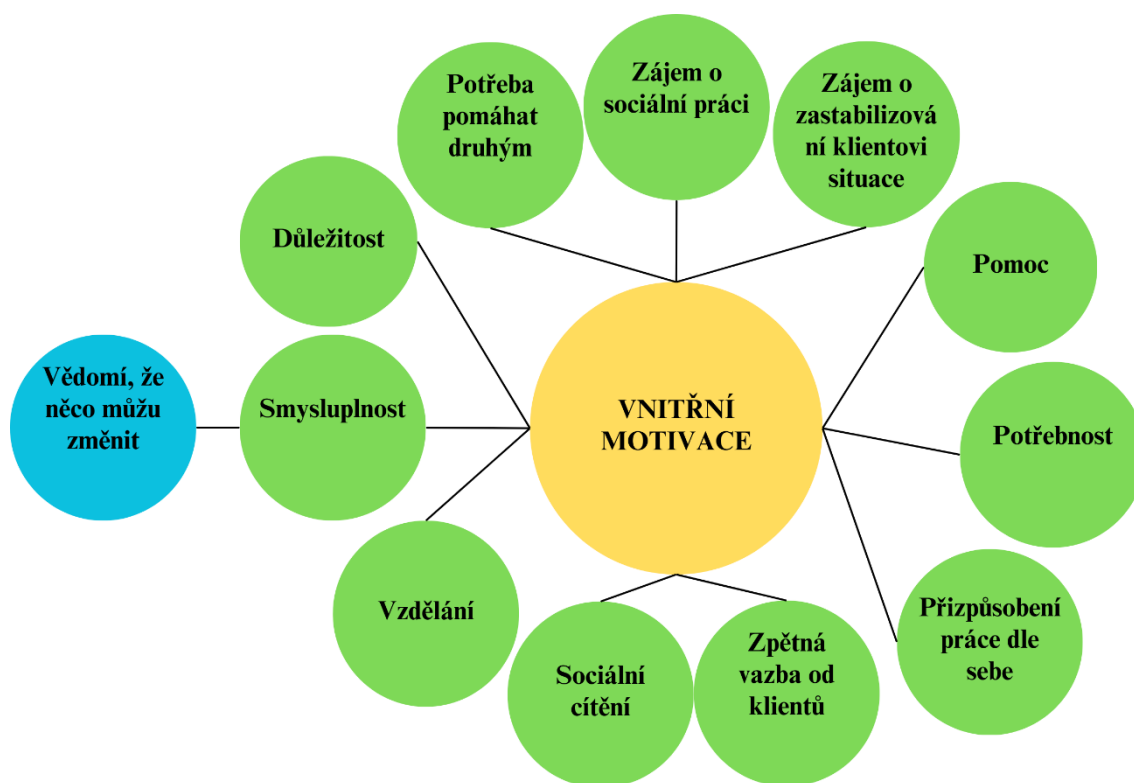 Potřeba
pomáhat
druhým
Zájem o
sociální práci
Zájem o
zastabilizová
ní klientovi
situace
Důležitost
Pomoc
Vědomí, že
něco můžu
změnit
Smysluplnost
VNITŘNÍ
MOTIVACE
Potřebnost
Vzdělání
Sociální
cítění
Zpětná
vazba od
klientů
Přizpůsobení
práce dle
sebe